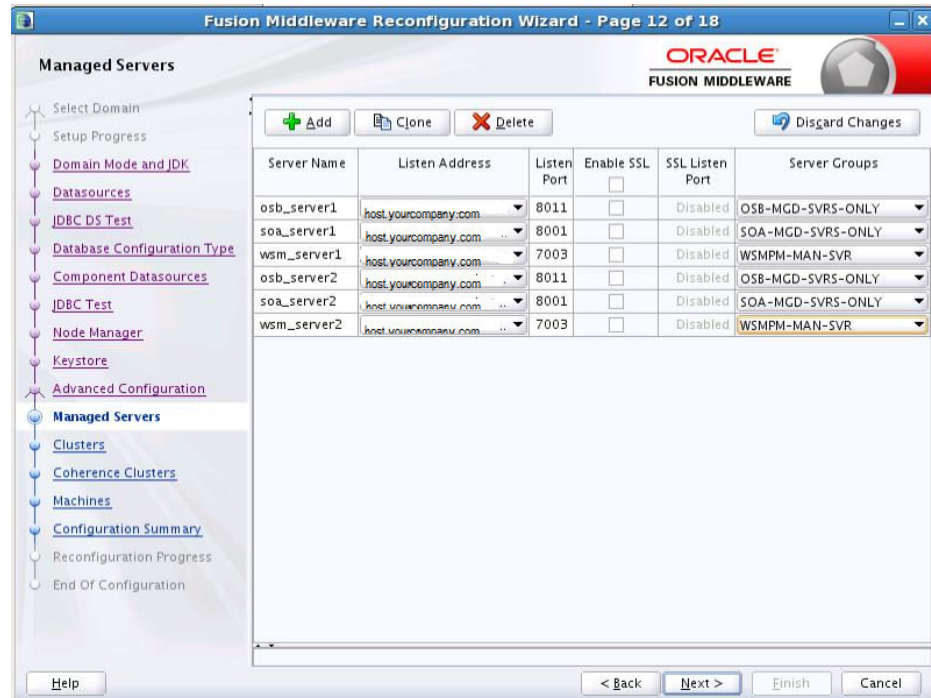 Fusion Middleware Reconfiguration Wizard - Page 12 of 18
Managed Servers
ORACLE
FUSION MIDDLEWARE
Select Domain
Setup Progress
Domain Mode and JDK
Datasources
JDBC DS Test
Database Configuration Type
Component Datasources
JDBC Test
Node Manager
Keystore
Advanced Configuration
Managed Servers
Clusters
Coherence Clusters
Machines
Configuration Summary
Reconfiguration Progress
End Of Configuration
Add Clone Delete Discard Changes
Server Name Listen Address Listen Port Enable SSL SSL Listen Port Server Groups
osb_server1 host.yourcompany.com 8011 Disabled OSB-MGD-SVRS-ONLY
soa_server1 host.yourcompany.com 8001 Disabled SOA-MGD-SVRS-ONLY
wsm_server1 host.yourcompany.com 7003 Disabled WSMPM-MAN-SVR
osb_server2 host.yourcompany.com 8011 Disabled OSB-MGD-SVRS-ONLY
soa_server2 host.yourcompany.com 8001 Disabled SOA-MGD-SVRS-ONLY
wsm_server2 host.yourcompany.com 7003 Disabled WSMPM-MAN-SVR
Help < Back Next > Finish Cancel